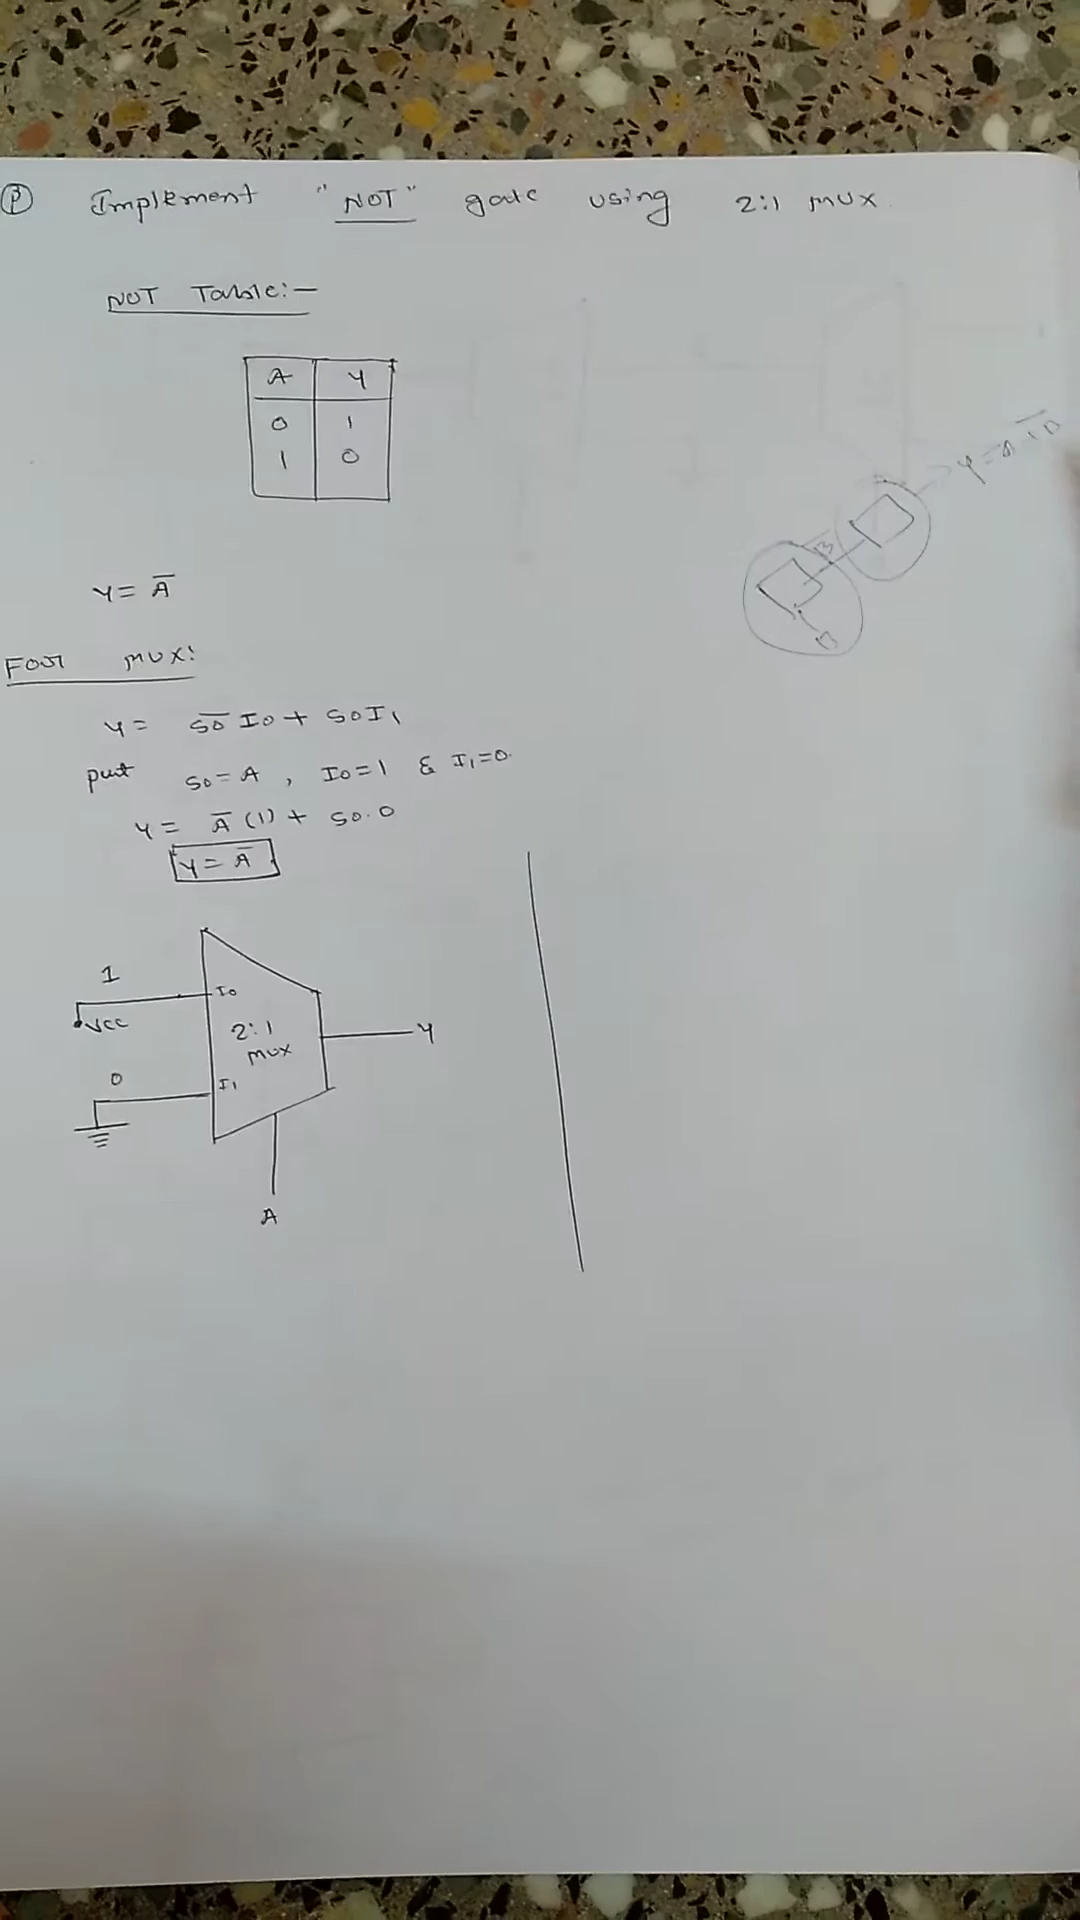 P Implement "NOT" gate using 2:1 MUX.
NOT Table:-
A Y
0 1
1 0
Y = A̅
For MUX:
Y = S̅0̅ I0 + S0 I1
put S0 = A , I0 = 1 & I1 = 0.
Y = A̅ (1) + S0.0
Y = A̅
1
I0
VCC
2:1
MUX
Y
0
I1
A
B̅
B